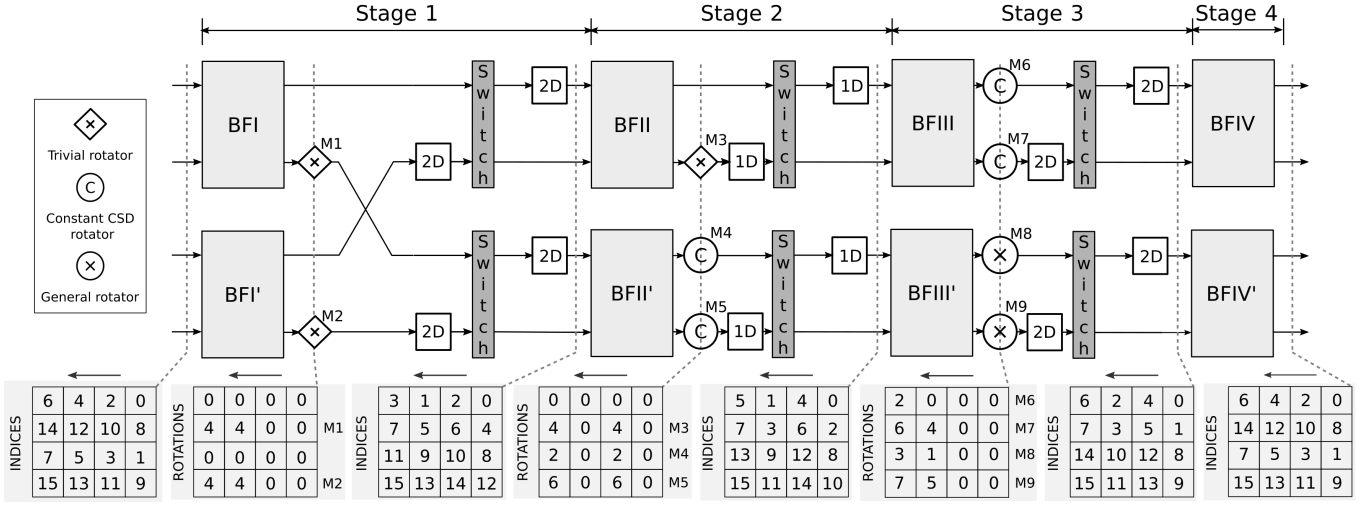 Stage 1 Stage 2 Stage 3 Stage 4
BFI M1 2D Switch 2D BFII M3 1D Switch 1D BFIII M6 C M7 C 2D Switch 2D BFIV
Trivial rotator
C
Constant CSD
rotator
General rotator
BFI' M2 2D Switch 2D BFII' M4 C M5 C 1D Switch 1D BFIII' M8 M9 2D Switch 2D BFIV'
INDICES
6 4 2 0
14 12 10 8
7 5 3 1
15 13 11 9
ROTATIONS
0 0 0 0
4 4 0 0 M1
0 0 0 0
4 4 0 0 M2
INDICES
3 1 2 0
7 5 6 4
11 9 10 8
15 13 14 12
ROTATIONS
0 0 0 0
4 0 4 0 M3
2 0 2 0 M4
6 0 6 0 M5
INDICES
5 1 4 0
7 3 6 2
13 9 12 8
15 11 14 10
ROTATIONS
2 0 0 0 M6
6 4 0 0 M7
3 1 0 0 M8
7 5 0 0 M9
INDICES
6 2 4 0
7 3 5 1
14 10 12 8
15 11 13 9
INDICES
6 4 2 0
14 12 10 8
7 5 3 1
15 13 11 9